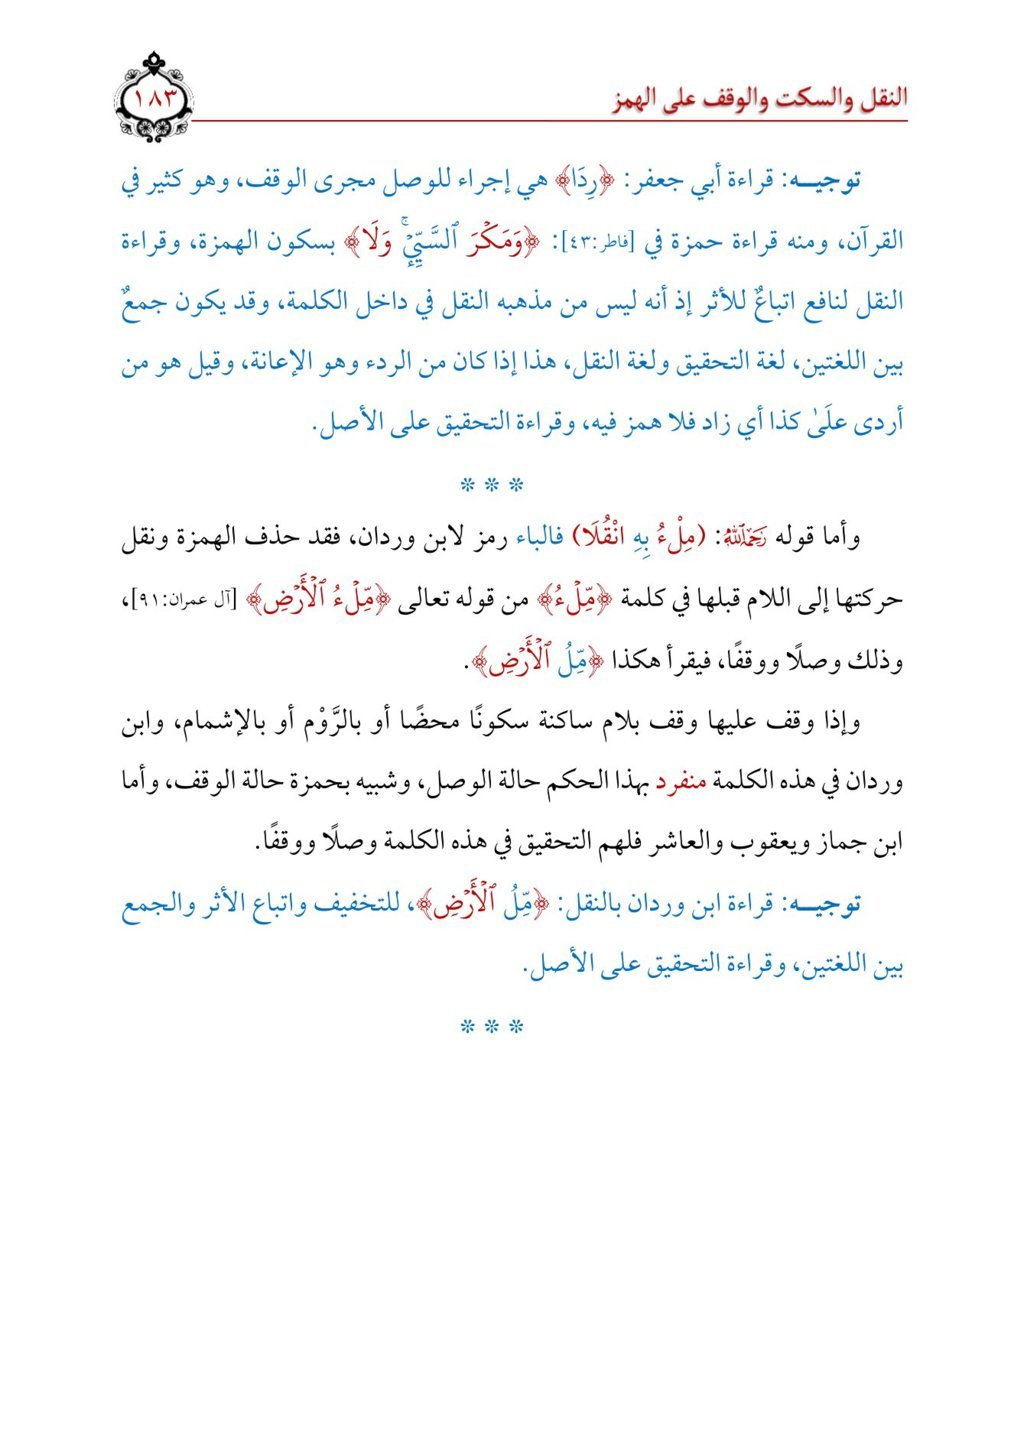 النقل والسكت والوقف على الهمز
١٨٣
توجيـــه: قراءة أبي جعفر: ﴿رِدَا﴾ هي إجراء للوصل مجرى الوقف، وهو كثير في
القرآن، ومنه قراءة حمزة في [فاطر:٤٣]: ﴿وَمَكۡرَ ٱلسَّيِّيِٕۡۚ وَلَا﴾ بسكون الهمزة، وقراءة
النقل لنافع اتباعٌ للأثر إذ أنه ليس من مذهبه النقل في داخل الكلمة، وقد يكون جمعٌ
بين اللغتين، لغة التحقيق ولغة النقل، هذا إذا كان من الردء وهو الإعانة، وقيل هو من
أردى علَىٰ كذا أي زاد فلا همز فيه، وقراءة التحقيق على الأصل.
* * *
وأما قوله رَحِمَهُ ٱللَّهُ: (مِلْءُ بِهِ انْقُلَا) فالباء رمز لابن وردان، فقد حذف الهمزة ونقل
حركتها إلى اللام قبلها في كلمة ﴿مِّلۡءُ﴾ من قوله تعالى ﴿مِّلۡءُ ٱلۡأَرۡضِ﴾ [آل عمران:٩١]،
وذلك وصلًا ووقفًا، فيقرأ هكذا ﴿مِّلُ ٱلۡأَرۡضِ﴾.
وإذا وقف عليها وقف بلام ساكنة سكونًا محضًا أو بالرَّوْم أو بالإشمام، وابن
وردان في هذه الكلمة منفرد بهذا الحكم حالة الوصل، وشبيه بحمزة حالة الوقف، وأما
ابن جماز ويعقوب والعاشر فلهم التحقيق في هذه الكلمة وصلًا ووقفًا.
توجيـــه: قراءة ابن وردان بالنقل: ﴿مِّلُ ٱلۡأَرۡضِ﴾، للتخفيف واتباع الأثر والجمع
بين اللغتين، وقراءة التحقيق على الأصل.
* * *